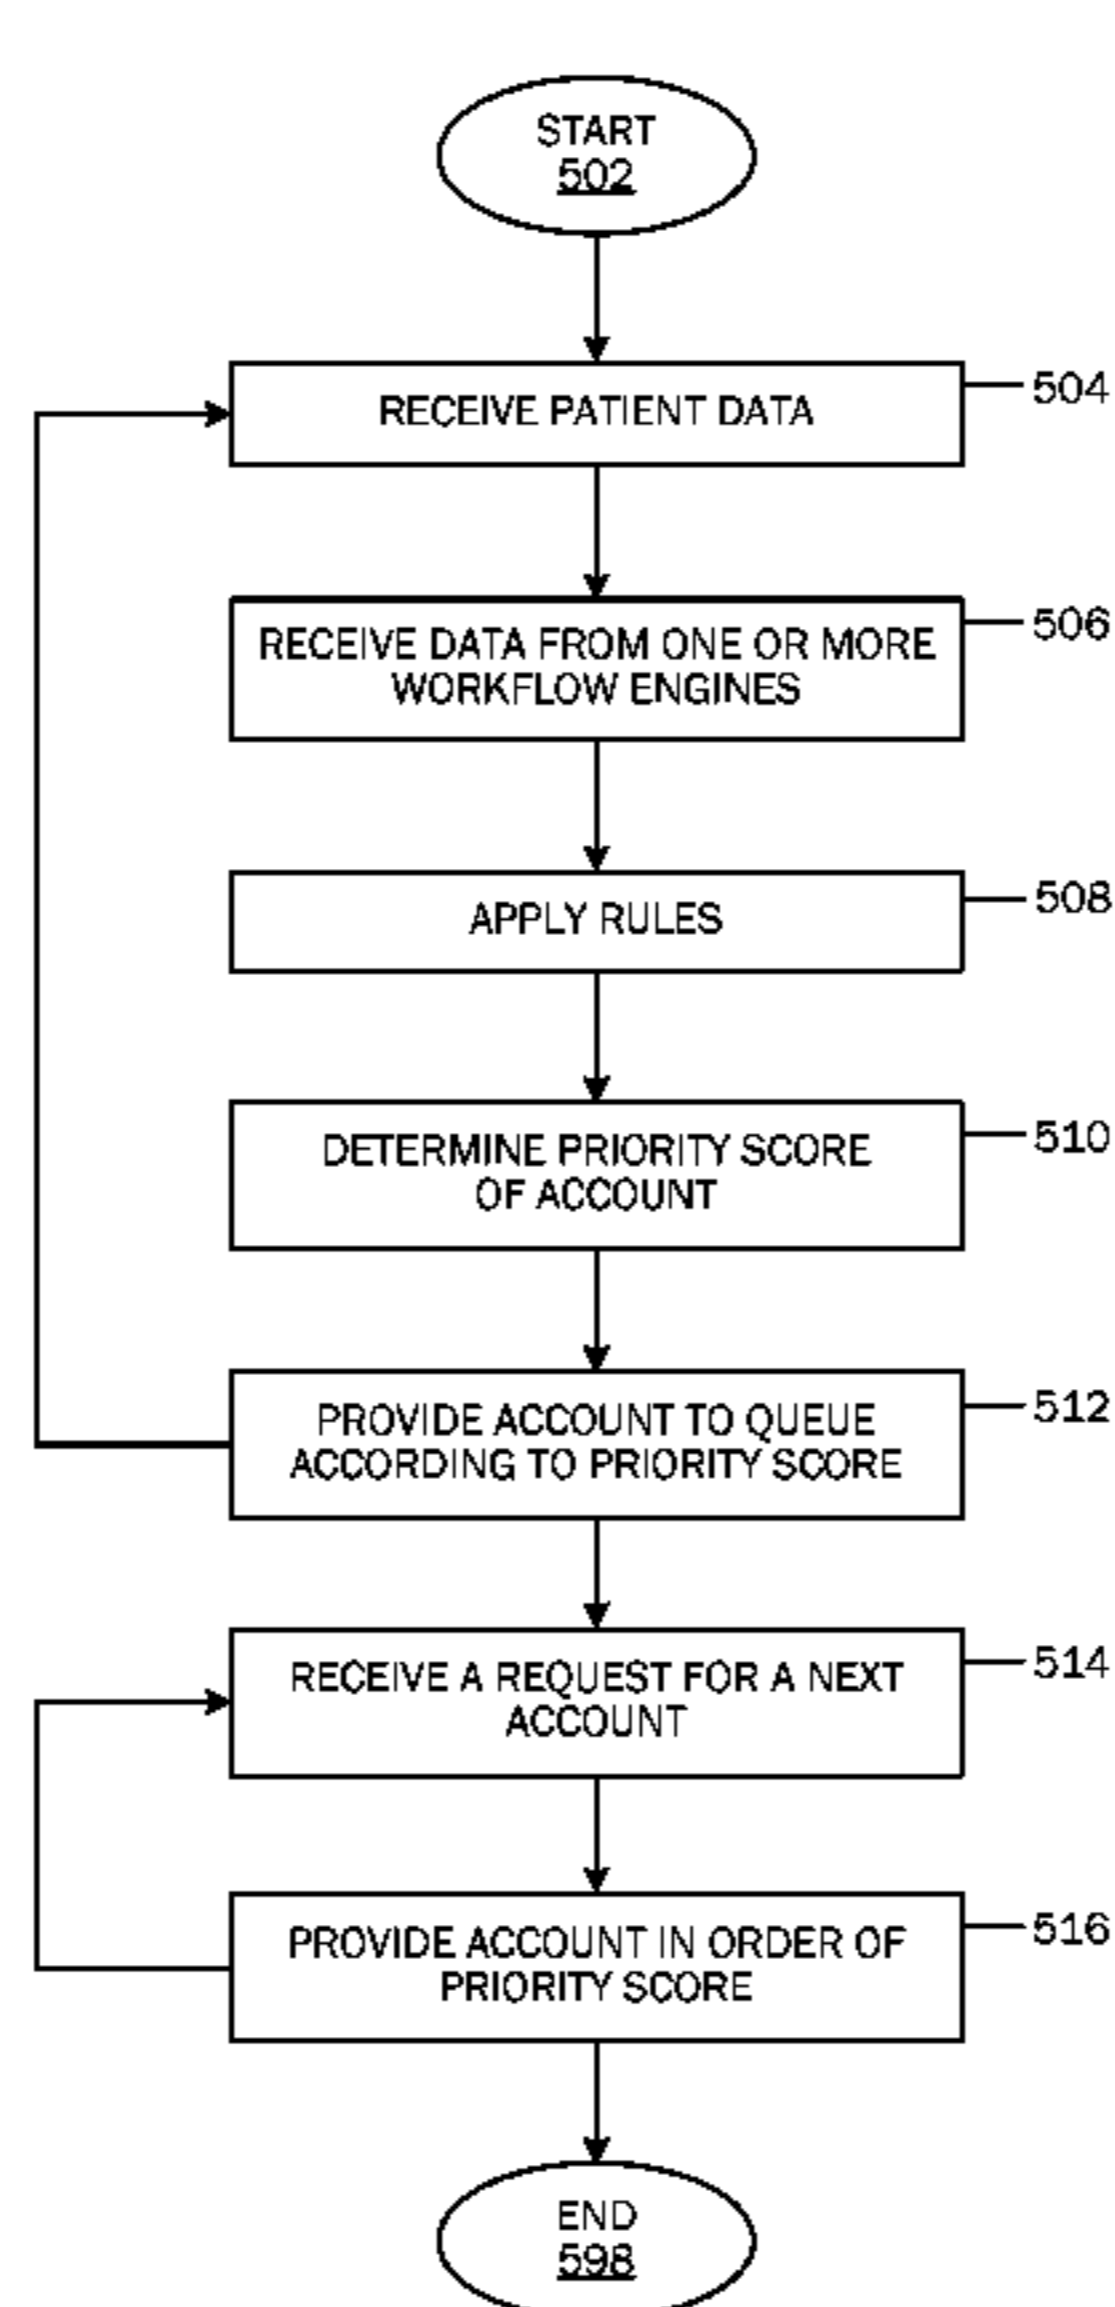 START
502
RECEIVE PATIENT DATA
504
RECEIVE DATA FROM ONE OR MORE
WORKFLOW ENGINES
506
APPLY RULES
508
DETERMINE PRIORITY SCORE
OF ACCOUNT
510
PROVIDE ACCOUNT TO QUEUE
ACCORDING TO PRIORITY SCORE
512
RECEIVE A REQUEST FOR A NEXT
ACCOUNT
514
PROVIDE ACCOUNT IN ORDER OF
PRIORITY SCORE
516
END
598